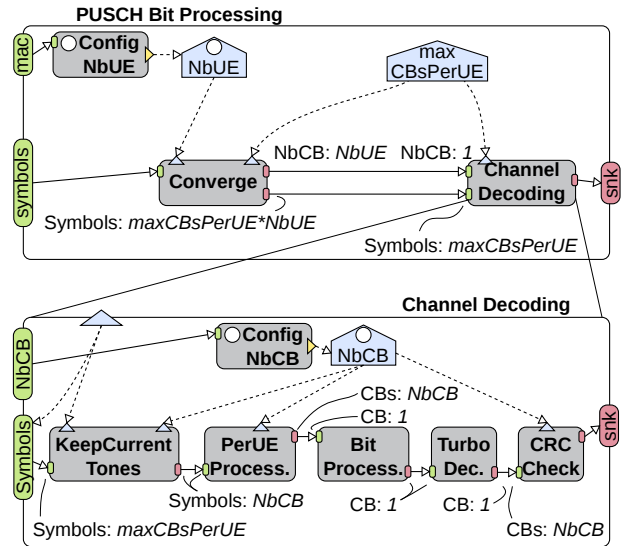 PUSCH Bit Processing
mac
Config
NbUE
NbUE
max
CBsPerUE
symbols
Converge
NbCB: NbUE
NbCB: 1
Channel
Decoding
snk
Symbols: maxCBsPerUE*NbUE
Symbols: maxCBsPerUE
Channel Decoding
NbCB
Config
NbCB
NbCB
CBs: NbCB
CB: 1
snk
Symbols
KeepCurrent
Tones
PerUE
Process.
Bit
Process.
Turbo
Dec.
CRC
Check
Symbols: NbCB
CB: 1
CB: 1
Symbols: maxCBsPerUE
CBs: NbCB